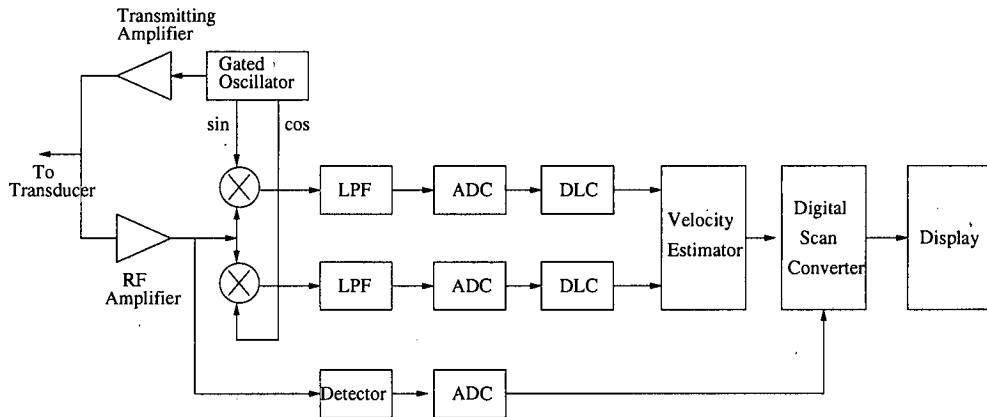 Transmitting
Amplifier
Gated
Oscillator
sin
cos
To
Transducer
LPF
ADC
DLC
Velocity
Estimator
Digital
Scan
Converter
Display
RF
Amplifier
LPF
ADC
DLC
Detector
ADC